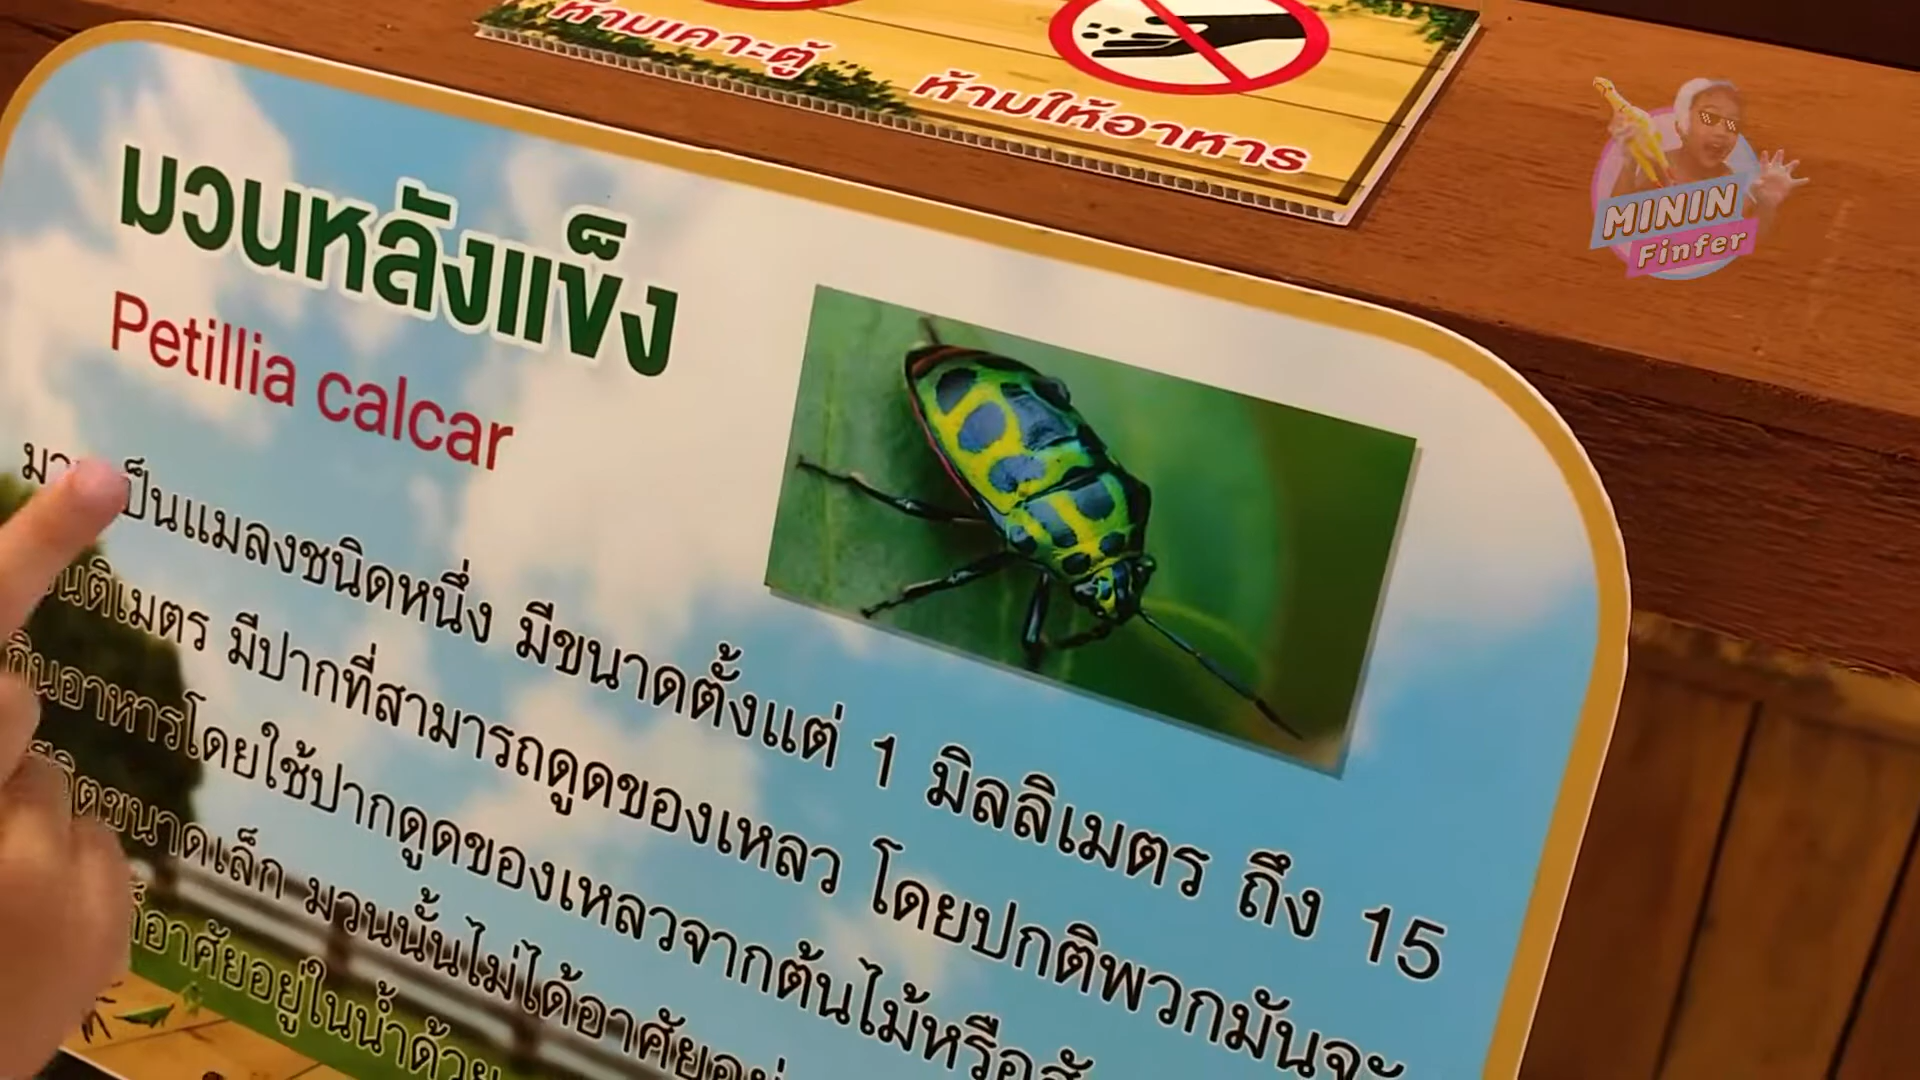 ห้ามเคาะตู้
ห้ามให้อาหาร
MININ
Finfer
มวนหลังแข็ง
Petillia calcar
เป็นแมลงชนิดหนึ่ง มีขนาดตั้งแต่ 1 มิลลิเมตร ถึง 15
มีปากที่สามารถดูดของเหลว โดยปกติพวกมันจะ
กินอาหารโดยใช้ปากดูดของเหลวจากต้นไม้หรือ
ขนาดเล็ก มวนนั้นไม่ได้อาศัยอยู่
อาศัยอยู่ในน้ำด้วย